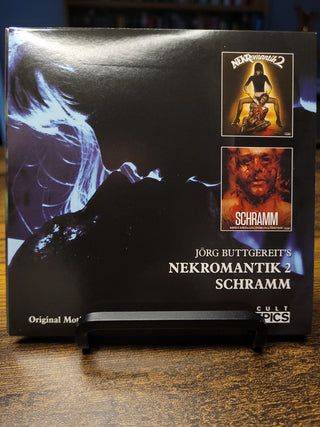 NEKRomantik 2
SCHRAMM
JÖRG BUTTGEREIT'S
NEKROMANTIK 2
SCHRAMM
Original Mot
CULT
EPICS